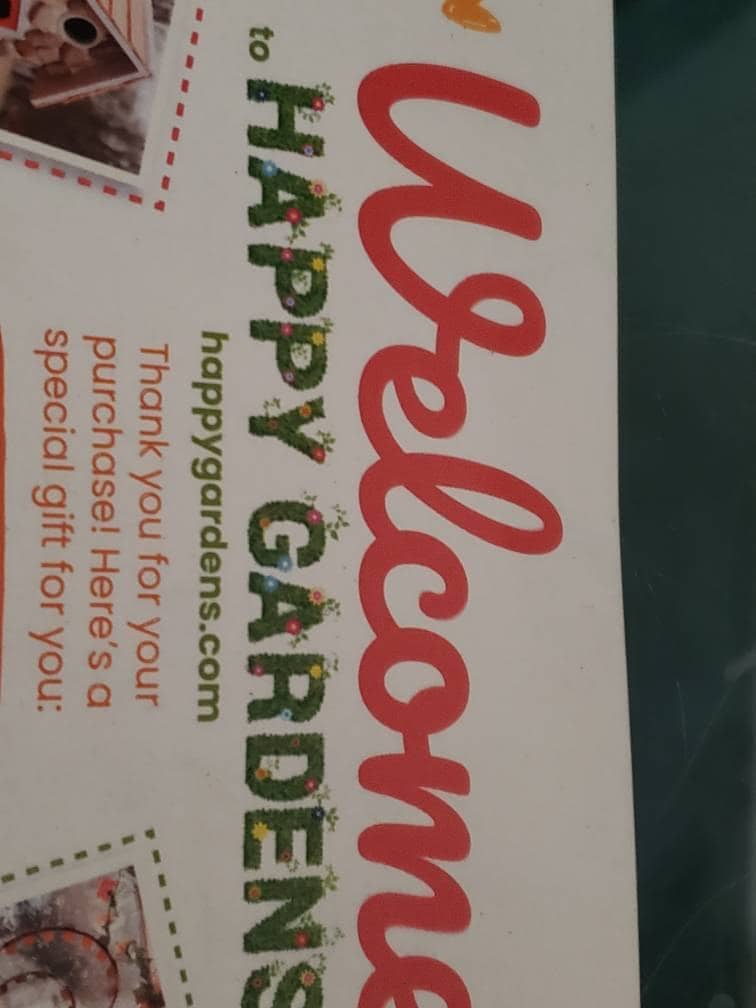 Welcome
to HAPPY GARDENS
happygardens.com
Thank you for your
purchase! Here's a
special gift for you: